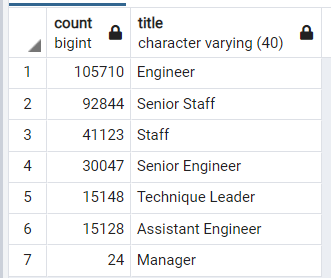 count title
bigint character varying (40)
1 105710 Engineer
2 92844 Senior Staff
3 41123 Staff
4 30047 Senior Engineer
5 15148 Technique Leader
6 15128 Assistant Engineer
7 24 Manager